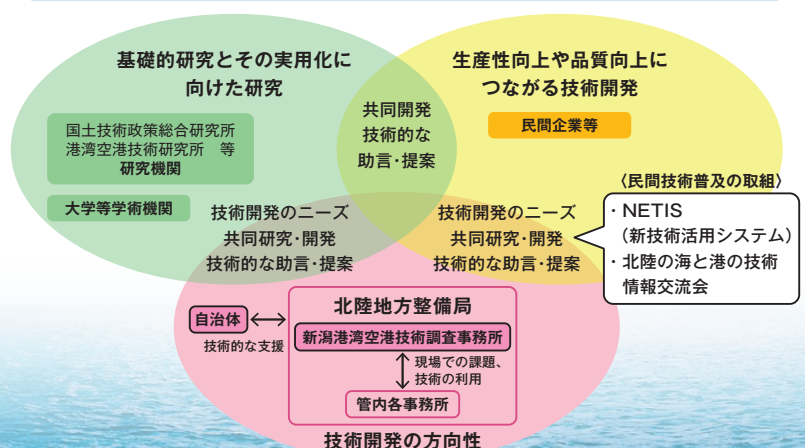 基礎的研究とその実用化に
向けた研究
国土技術政策総合研究所
港湾空港技術研究所　等
研究機関
大学等学術機関
共同開発
技術的な
助言・提案
生産性向上や品質向上に
つながる技術開発
民間企業等
〈民間技術普及の取組〉
・NETIS
（新技術活用システム）
・北陸の海と港の技術
情報交流会
技術開発のニーズ
共同研究・開発
技術的な助言・提案
技術開発のニーズ
共同研究・開発
技術的な助言・提案
北陸地方整備局
自治体
技術的な支援
新潟港湾空港技術調査事務所
現場での課題、
技術の利用
管内各事務所
技術開発の方向性